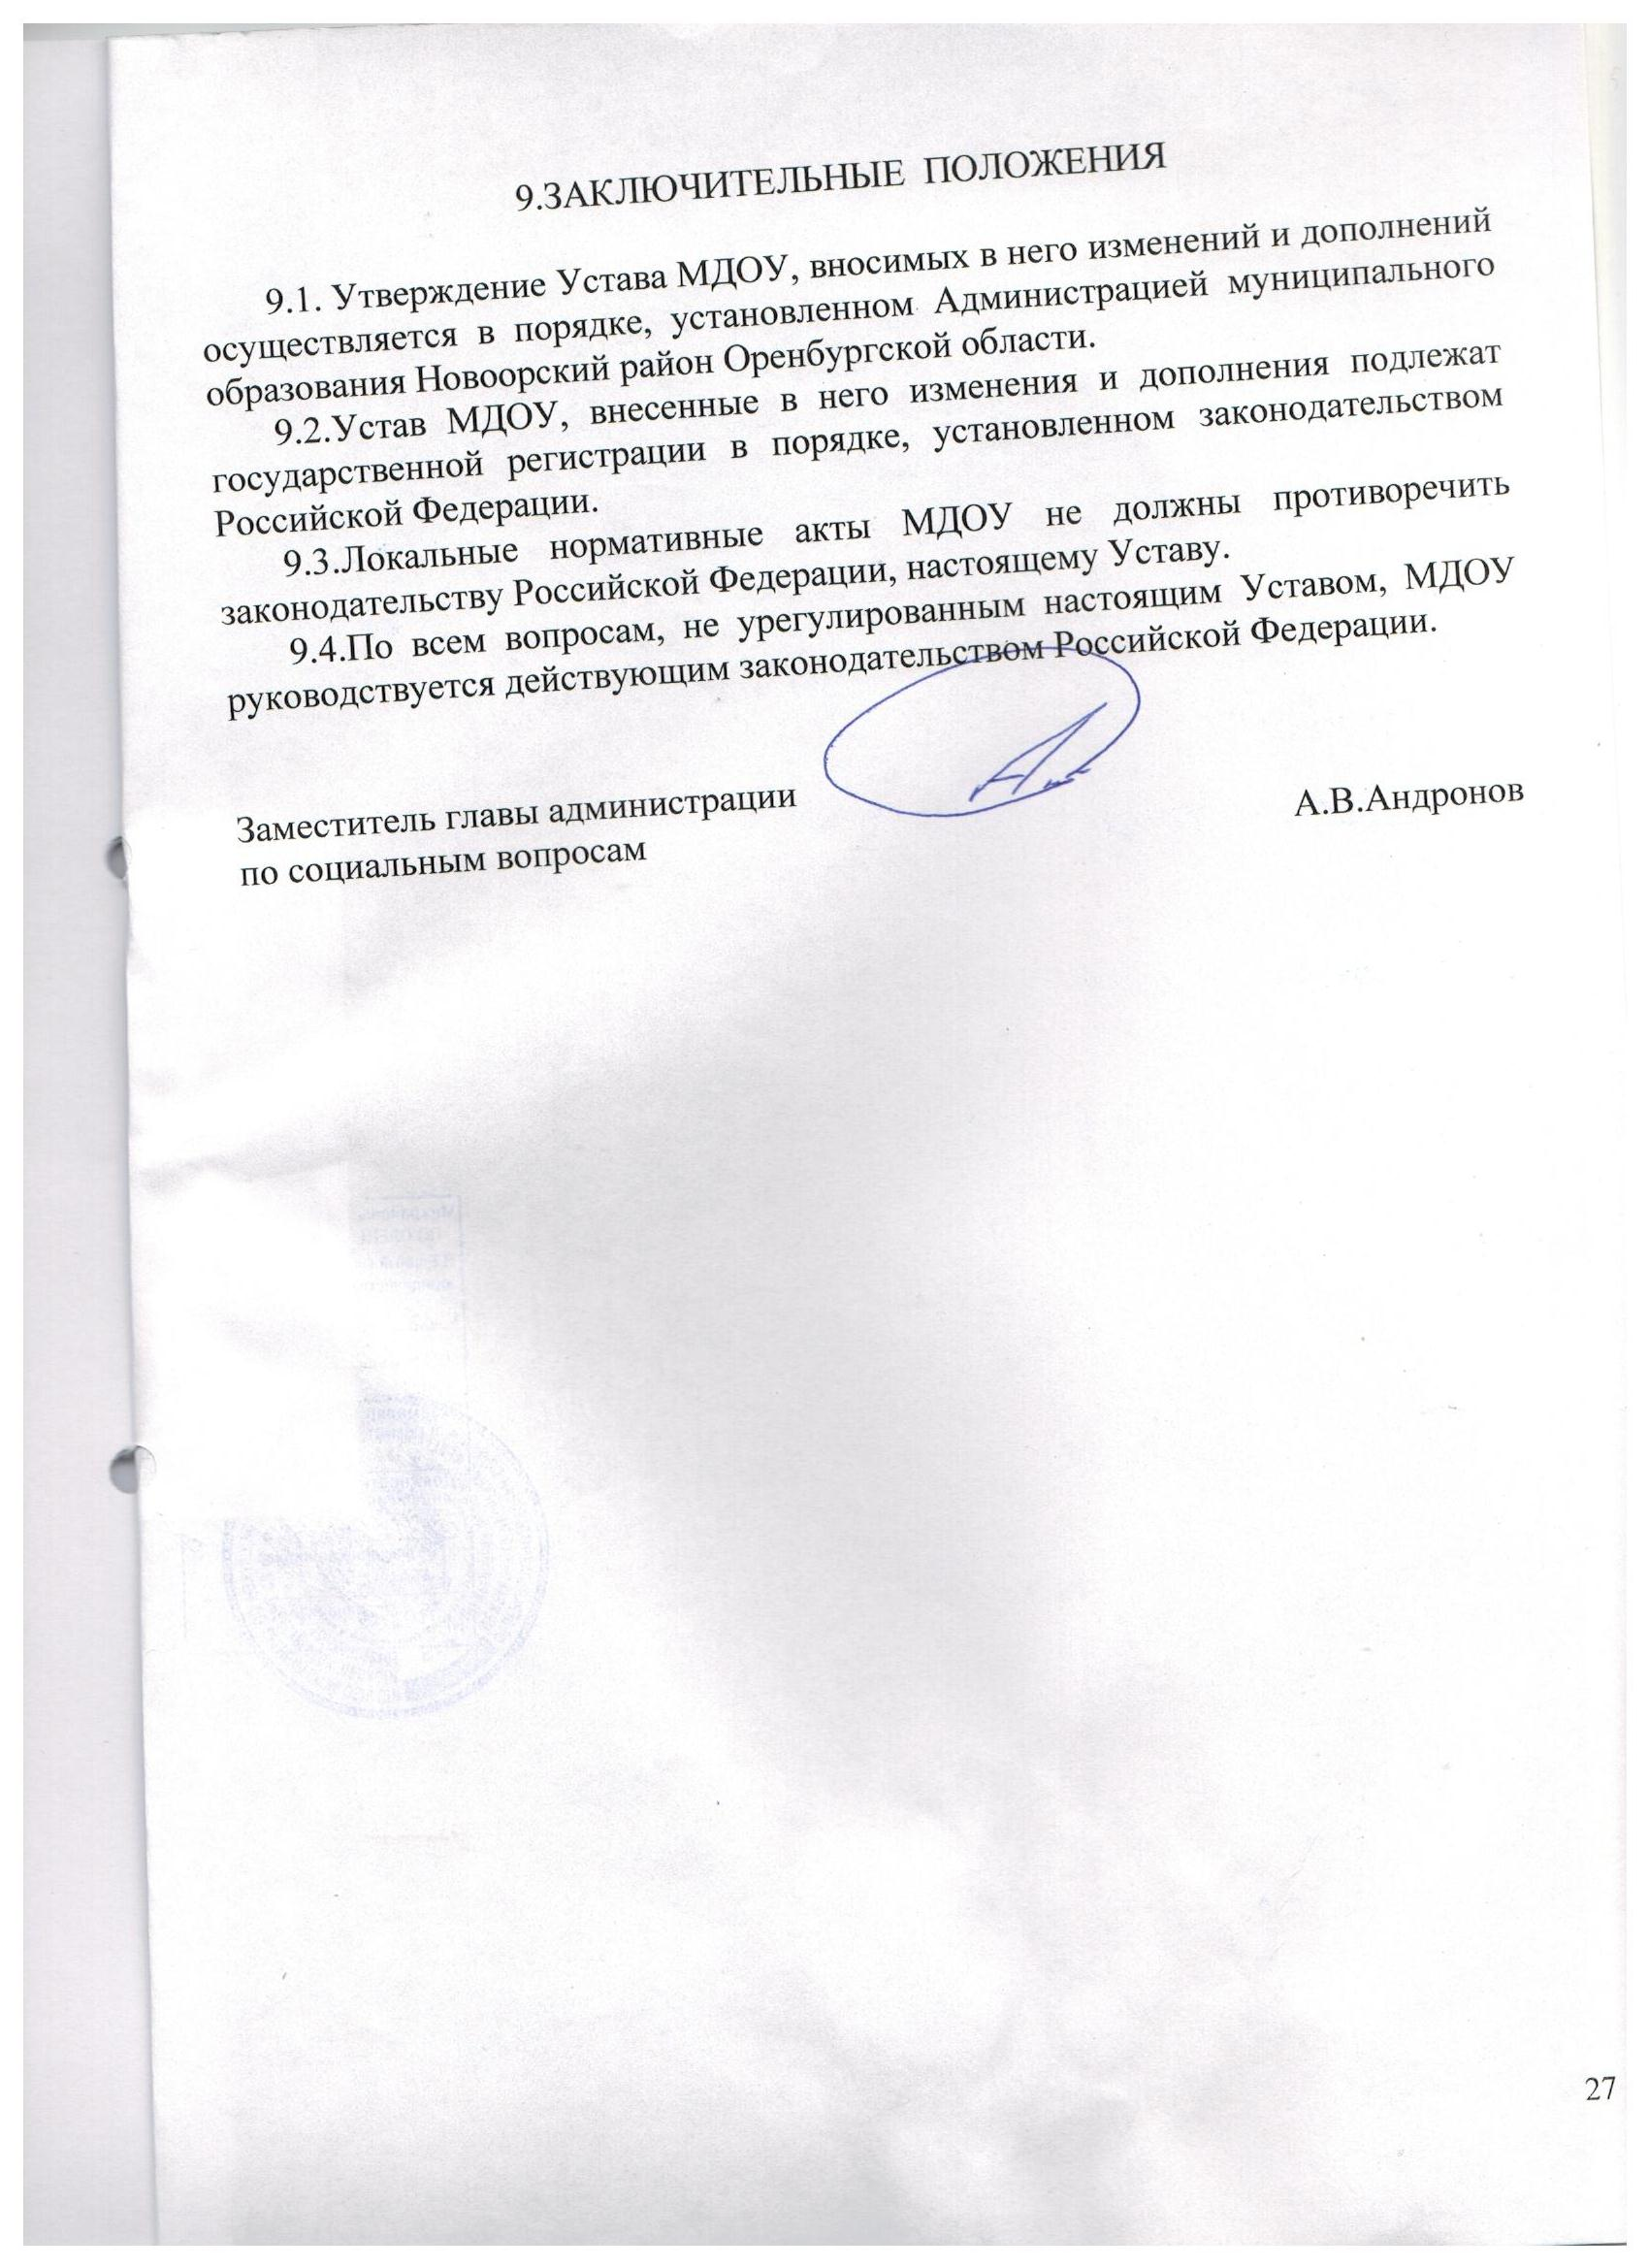 9.ЗАКЛЮЧИТЕЛЬНЫЕ ПОЛОЖЕНИЯ
9.1. Утверждение Устава МДОУ, вносимых в него изменений и дополнений
осуществляется в порядке, установленном Администрацией муниципального
образования Новоорский район Оренбургской области.
9.2.Устав МДОУ, внесенные в него изменения и дополнения подлежат
государственной регистрации в порядке, установленном законодательством
Российской Федерации.
9.3.Локальные нормативные акты МДОУ не должны противоречить
законодательству Российской Федерации, настоящему Уставу.
9.4.По всем вопросам, не урегулированным настоящим Уставом, МДОУ
руководствуется действующим законодательством Российской Федерации.
Заместитель главы администрации А.В.Андронов
по социальным вопросам
27